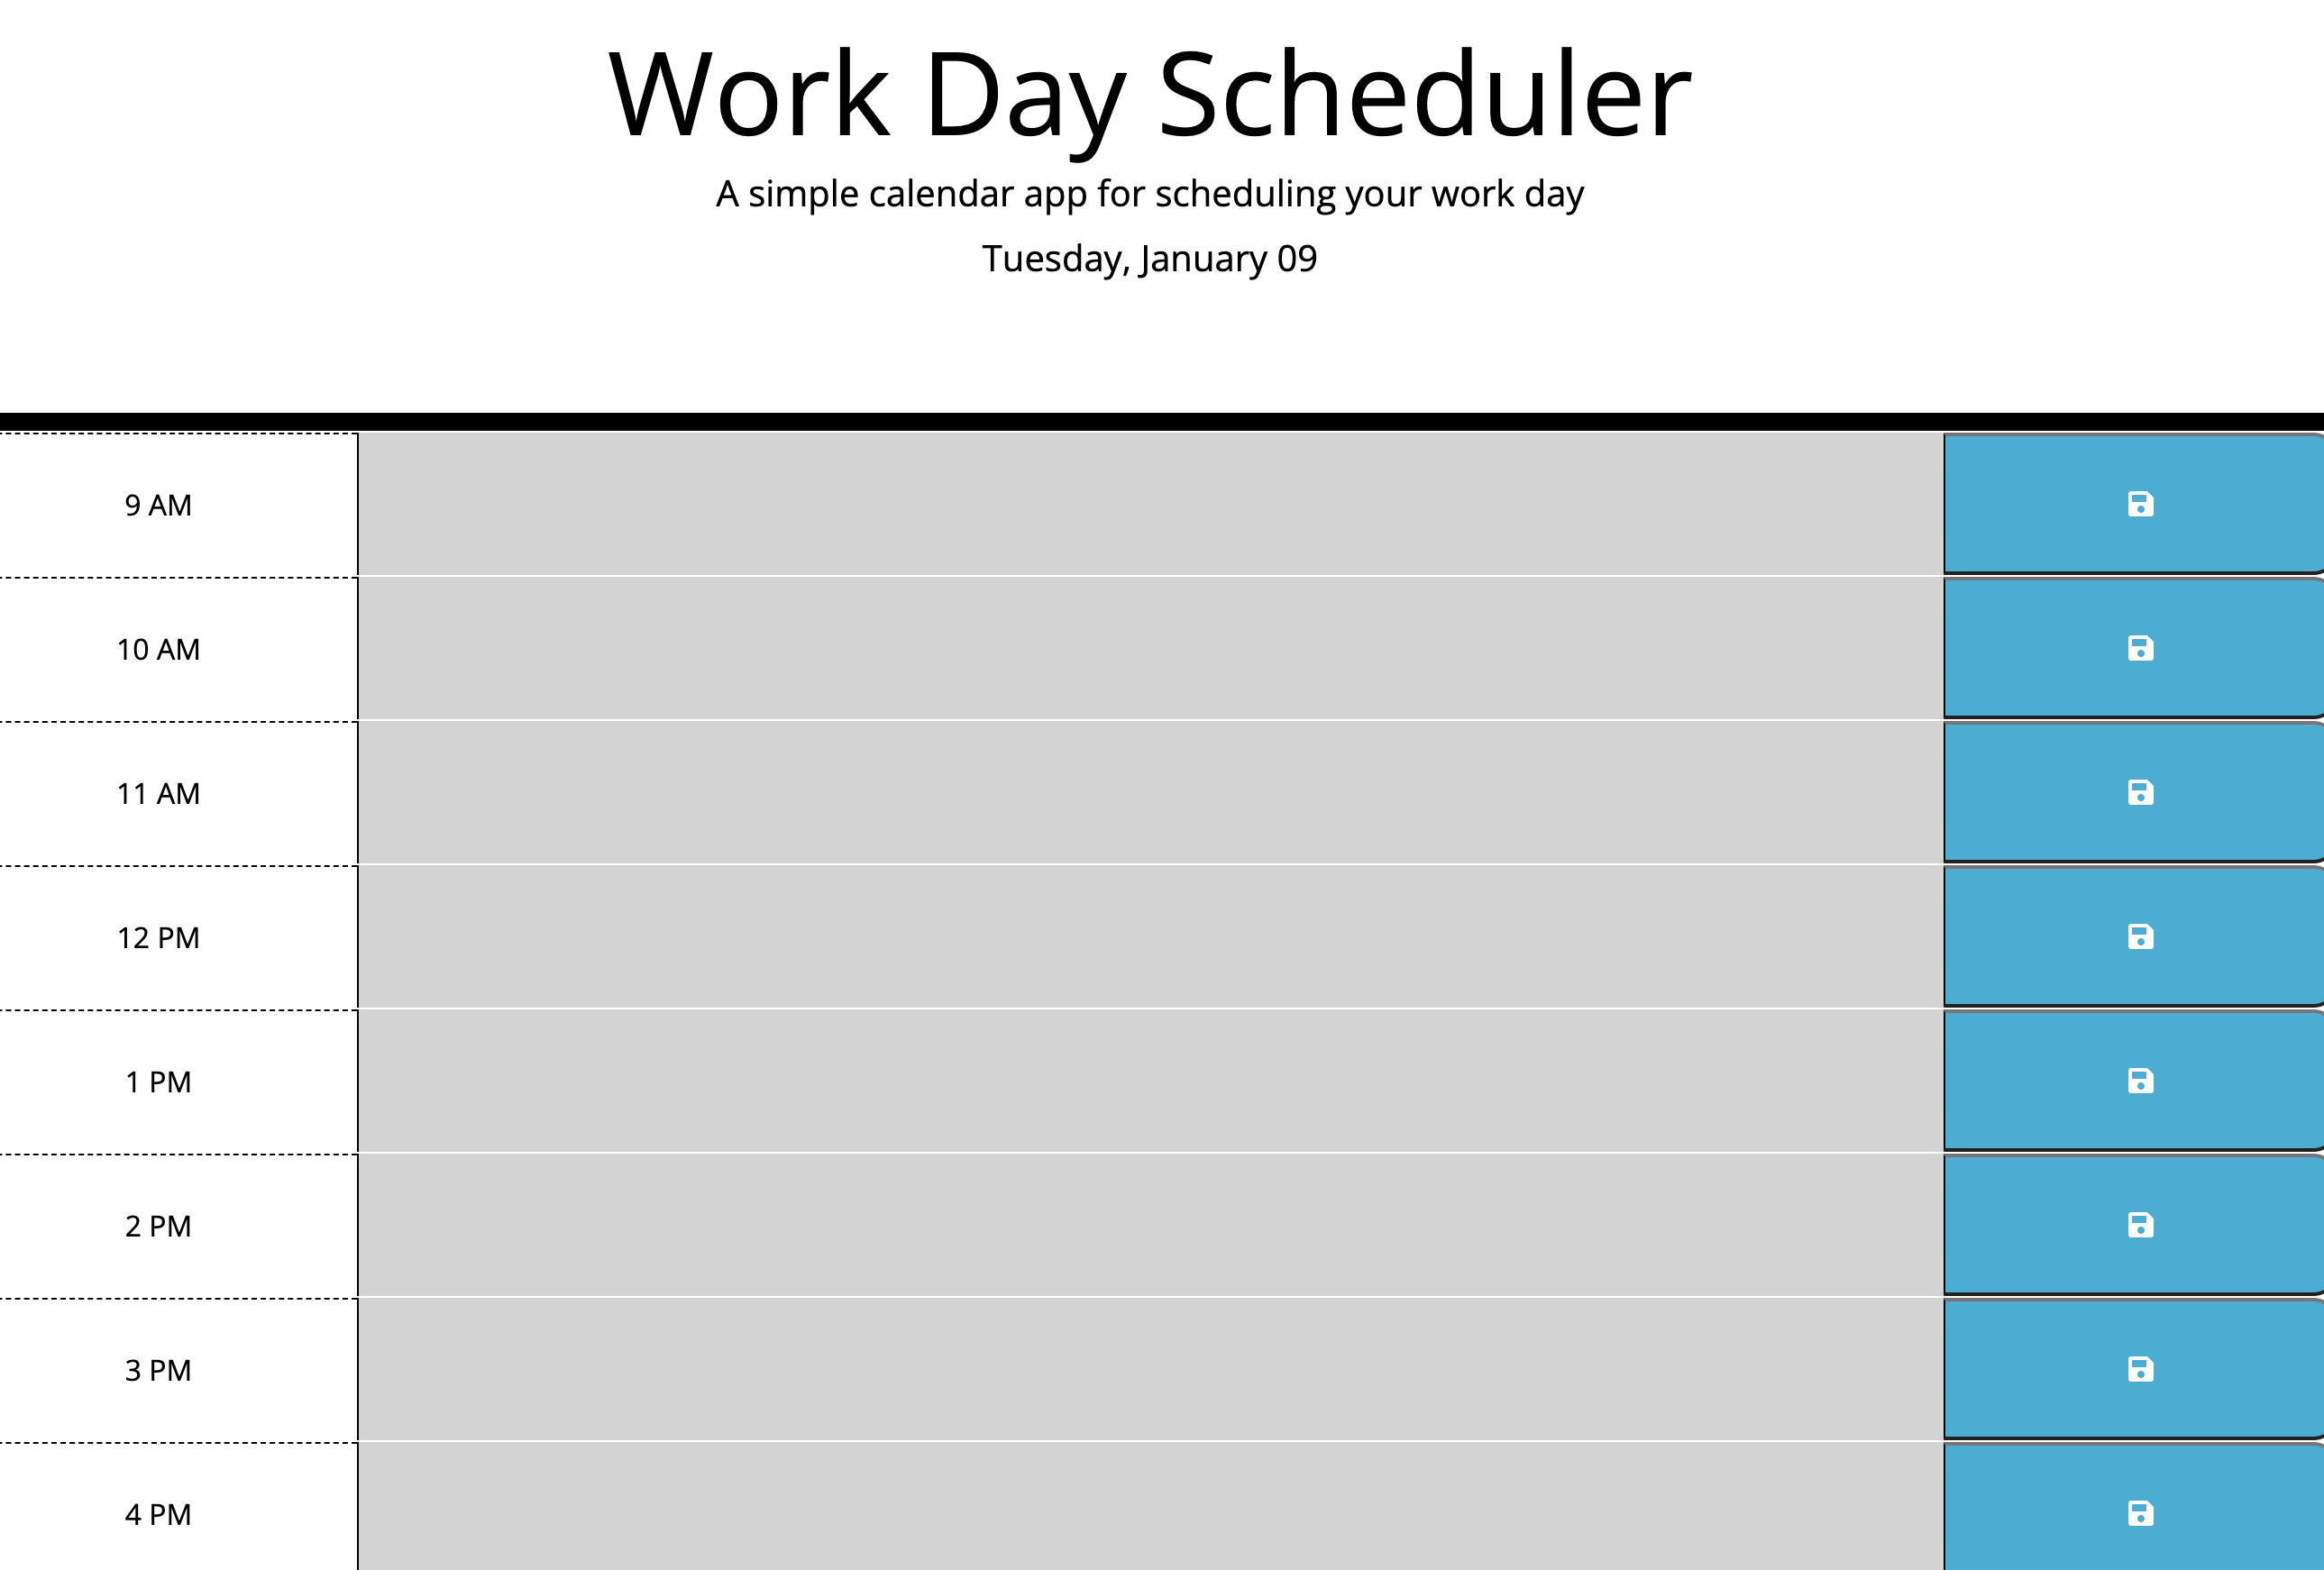 Work Day Scheduler
A simple calendar app for scheduling your work day
Tuesday, January 09
9 AM
10 AM
11 AM
12 PM
1 PM
2 PM
3 PM
4 PM